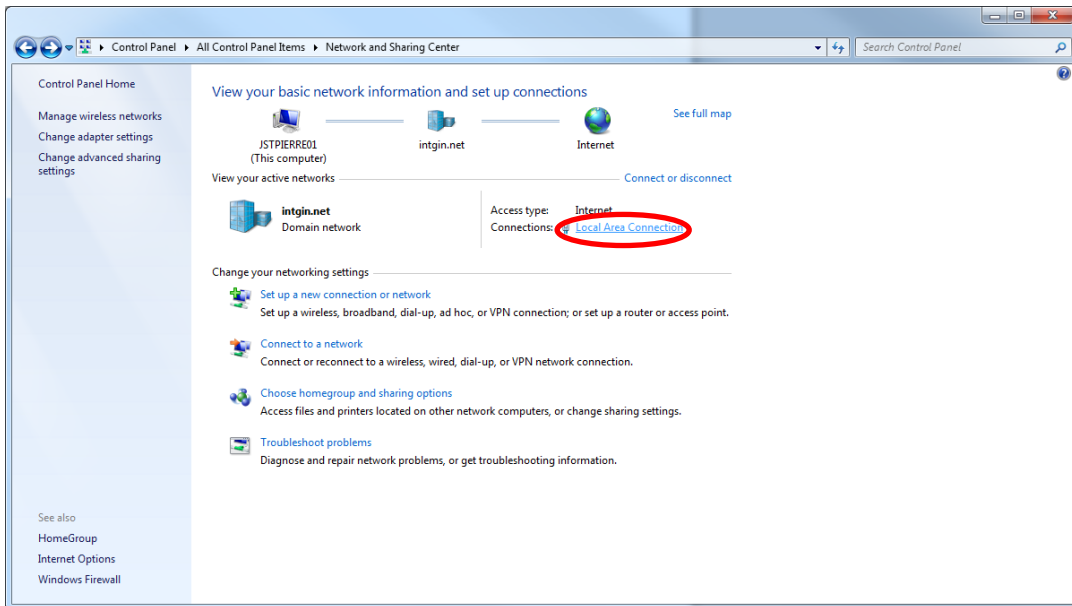 Control Panel ▸ All Control Panel Items ▸ Network and Sharing Center
Search Control Panel
Control Panel Home
Manage wireless networks
Change adapter settings
Change advanced sharing
settings
View your basic network information and set up connections
See full map
JSTPIERRE01
(This computer)
intgin.net
Internet
View your active networks
Connect or disconnect
intgin.net
Domain network
Access type: Internet
Connections: Local Area Connection
Change your networking settings
Set up a new connection or network
Set up a wireless, broadband, dial-up, ad hoc, or VPN connection; or set up a router or access point.
Connect to a network
Connect or reconnect to a wireless, wired, dial-up, or VPN network connection.
Choose homegroup and sharing options
Access files and printers located on other network computers, or change sharing settings.
Troubleshoot problems
Diagnose and repair network problems, or get troubleshooting information.
See also
HomeGroup
Internet Options
Windows Firewall